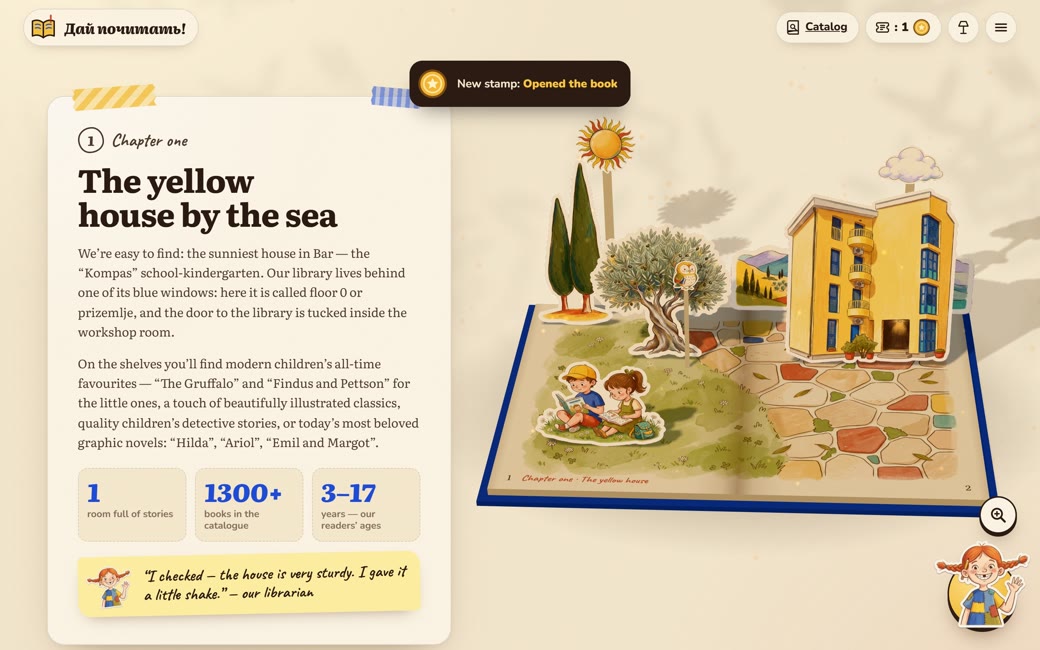 Дай почитать!
Catalog
: 1
New stamp: Opened the book
1 Chapter one
The yellow
house by the sea
We’re easy to find: the sunniest house in Bar — the
“Kompas” school-kindergarten. Our library lives behind
one of its blue windows: here it is called floor 0 or
prizemlje, and the door to the library is tucked inside the
workshop room.
On the shelves you’ll find modern children’s all-time
favourites — “The Gruffalo” and “Findus and Pettson” for
the little ones, a touch of beautifully illustrated classics,
quality children’s detective stories, or today’s most beloved
graphic novels: “Hilda”, “Ariol”, “Emil and Margot”.
1
room full of stories
1300+
books in the
catalogue
3–17
years — our
readers’ ages
“I checked — the house is very sturdy. I gave it
a little shake.” — our librarian
1 Chapter one · The yellow house
2